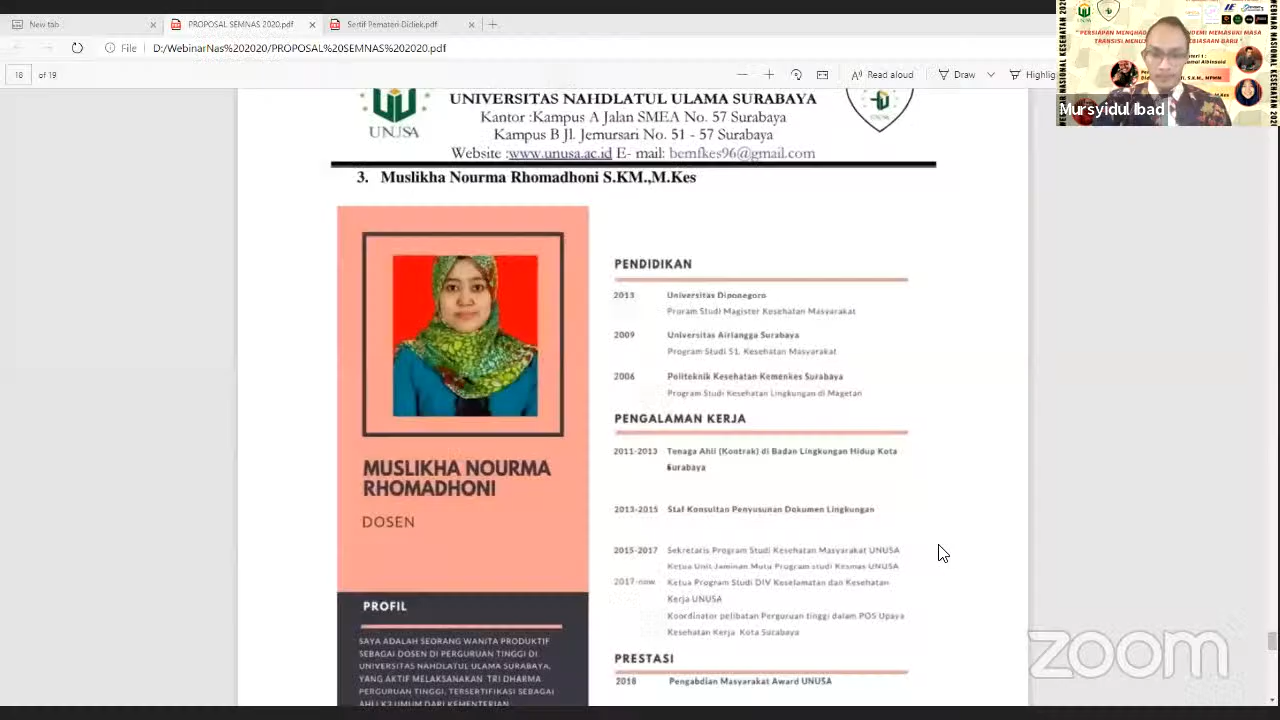 PROPOSAL SEMNAS 2020.pdf
Sertif pemateri-Didiek.pdf
File
D:/WebinarNas%202020/PROPOSAL%20SEMNAS%202020.pdf
18 of 19
Draw
Highlig
UNIVERSITAS NAHDLATUL ULAMA SURABAYA
Kantor :Kampus A Jalan SMEA No. 57 Surabaya
Kampus B Jl. Jemursari No. 51 - 57 Surabaya
Website :www.unusa.ac.id E- mail: bemfkes96@gmail.com
UNUSA
UNUSA
3. Muslikha Nourma Rhomadhoni S.KM.,M.Kes
MUSLIKHA NOURMA
RHOMADHONI
DOSEN
PROFIL
SAYA ADALAH SEORANG WANITA PRODUKTIF
SEBAGAI DOSEN DI PERGURUAN TINGGI DI
UNIVERSITAS NAHDLATUL ULAMA SURABAYA,
YANG AKTIF MELAKSANAKAN TRI DHARMA
PERGURUAN TINGGI, TERSERTIFIKASI SEBAGAI
AHLI K3 UMUM DARI KEMENTERIAN
PENDIDIKAN
2013 Universitas Diponegoro
Proram Studi Magister Kesehatan Masyarakat
2009 Universitas Airlangga Surabaya
Program Studi S1, Kesehatan Masyarakat
2006 Politeknik Kesehatan Kemenkes Surabaya
Program Studi Kesehatan Lingkungan di Magetan
PENGALAMAN KERJA
2011-2013 Tenaga Ahli (Kontrak) di Badan Lingkungan Hidup Kota
Surabaya
2013-2015 Staf Konsultan Penyusunan Dokumen Lingkungan
2015-2017 Sekretaris Program Studi Kesehatan Masyarakat UNUSA
Ketua Unit Jaminan Mutu Program studi Kesmas UNUSA
2017-now Ketua Program Studi DIV Keselamatan dan Kesehatan
Kerja UNUSA
Koordinator pelibatan Perguruan tinggi dalam POS Upaya
Kesehatan Kerja Kota Surabaya
PRESTASI
2018 Pengabdian Masyarakat Award UNUSA
Mursyidul Ibad
zoom